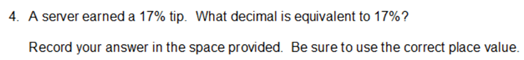 4. A server earned a 17% tip. What decimal is equivalent to 17%?
Record your answer in the space provided. Be sure to use the correct place value.